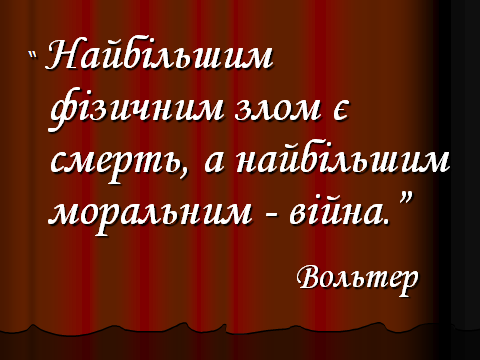 “ Найбільшим
фізичним злом є
смерть, а найбільшим
моральним - війна.”
Вольтер